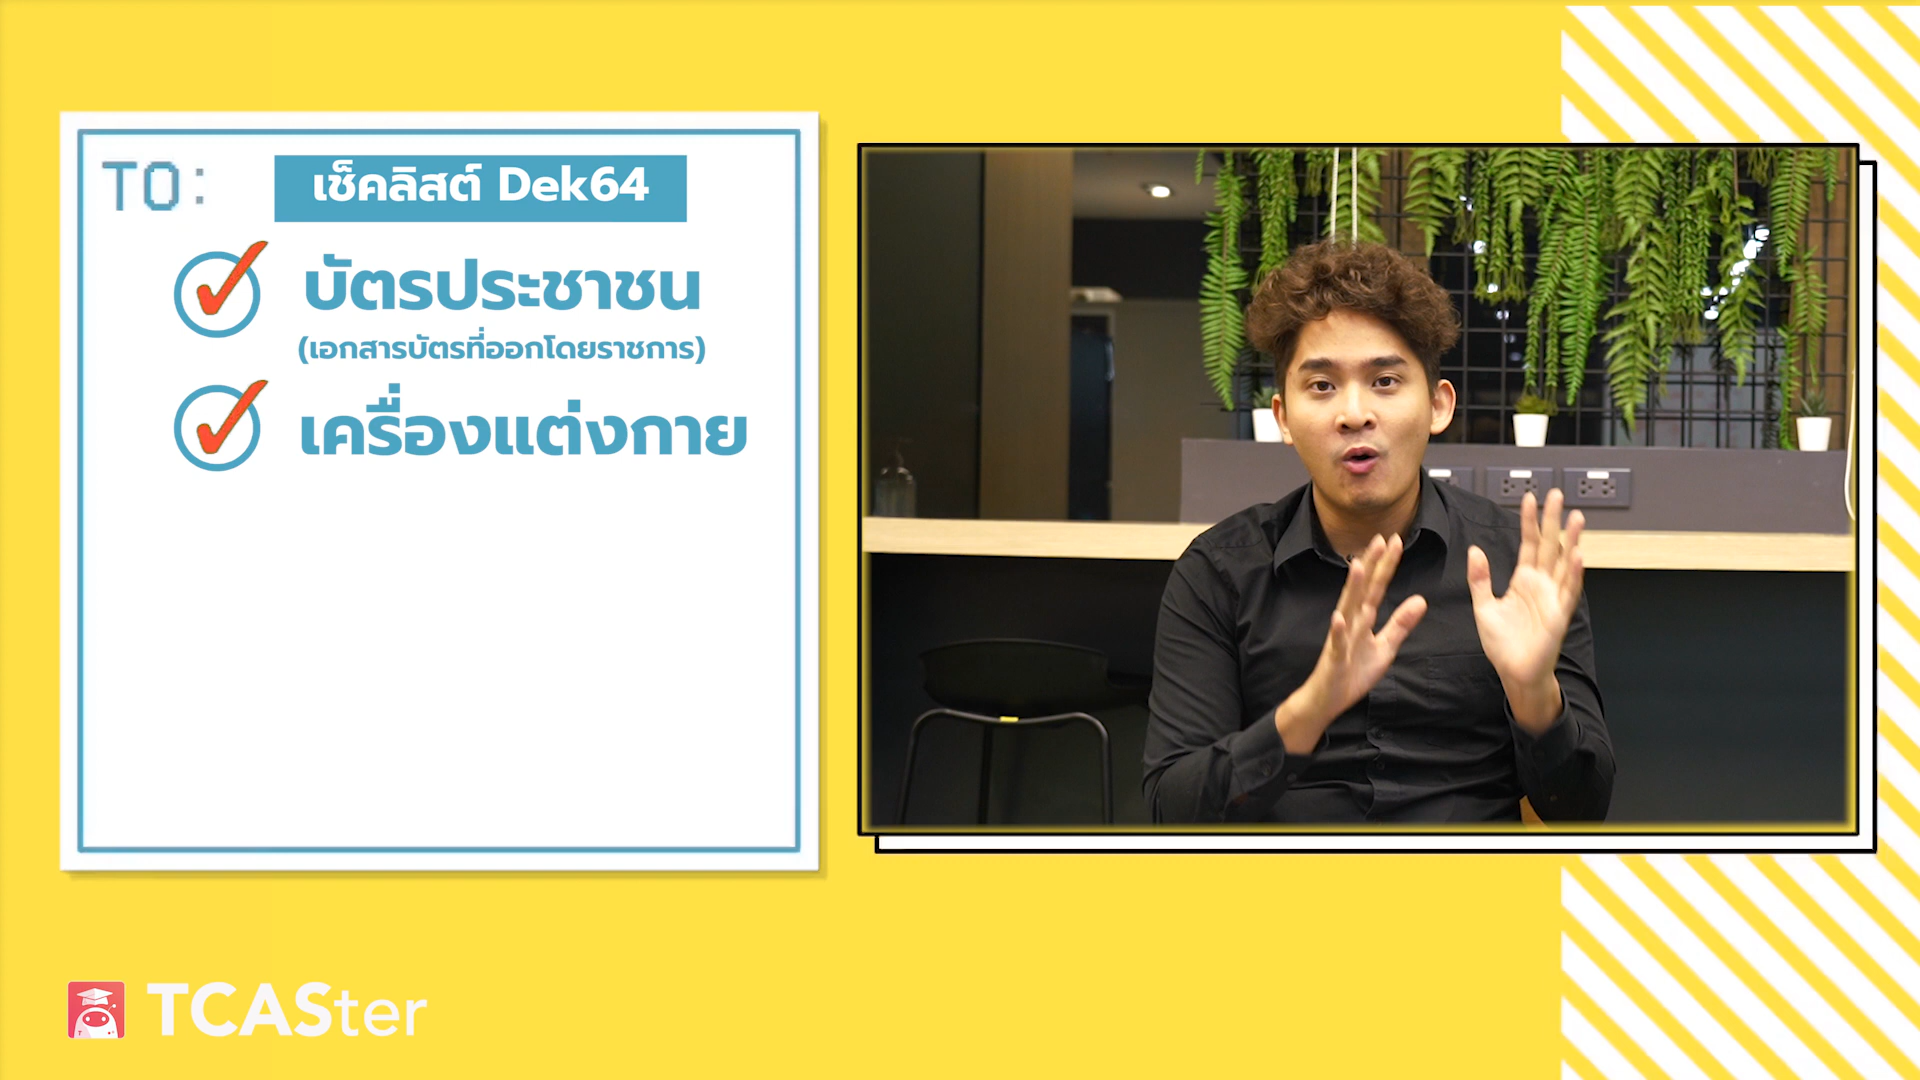 TO:
เช็คลิสต์ Dek64
บัตรประชาชน
(เอกสารบัตรที่ออกโดยราชการ)
เครื่องแต่งกาย
TCASter